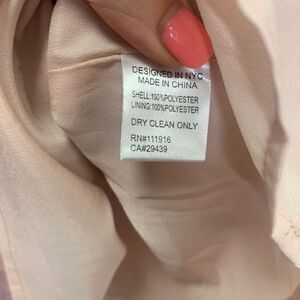 DESIGNED IN NYC
MADE IN CHINA
SHELL:100%POLYESTER
LINING:100%POLYESTER
DRY CLEAN ONLY
RN#111916
CA#29439